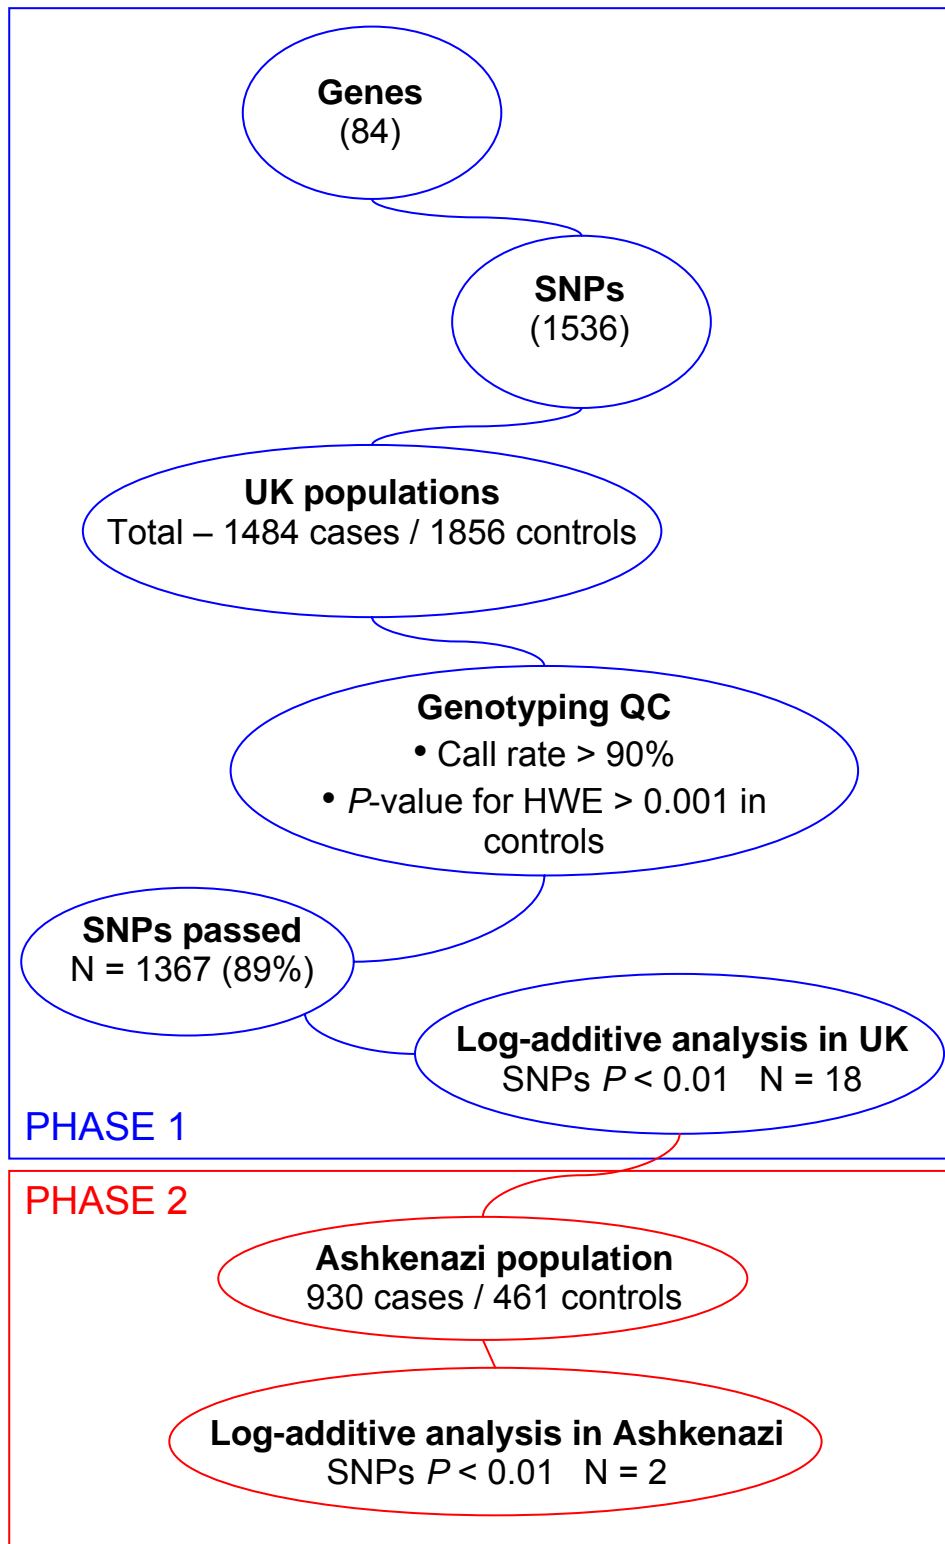 Genes
(84)
SNPs
(1536)
UK populations
Total – 1484 cases / 1856 controls
Genotyping QC
• Call rate > 90%
• P-value for HWE > 0.001 in
controls
SNPs passed
N = 1367 (89%)
Log-additive analysis in UK
SNPs P < 0.01 N = 18
PHASE 1
PHASE 2
Ashkenazi population
930 cases / 461 controls
Log-additive analysis in Ashkenazi
SNPs P < 0.01 N = 2